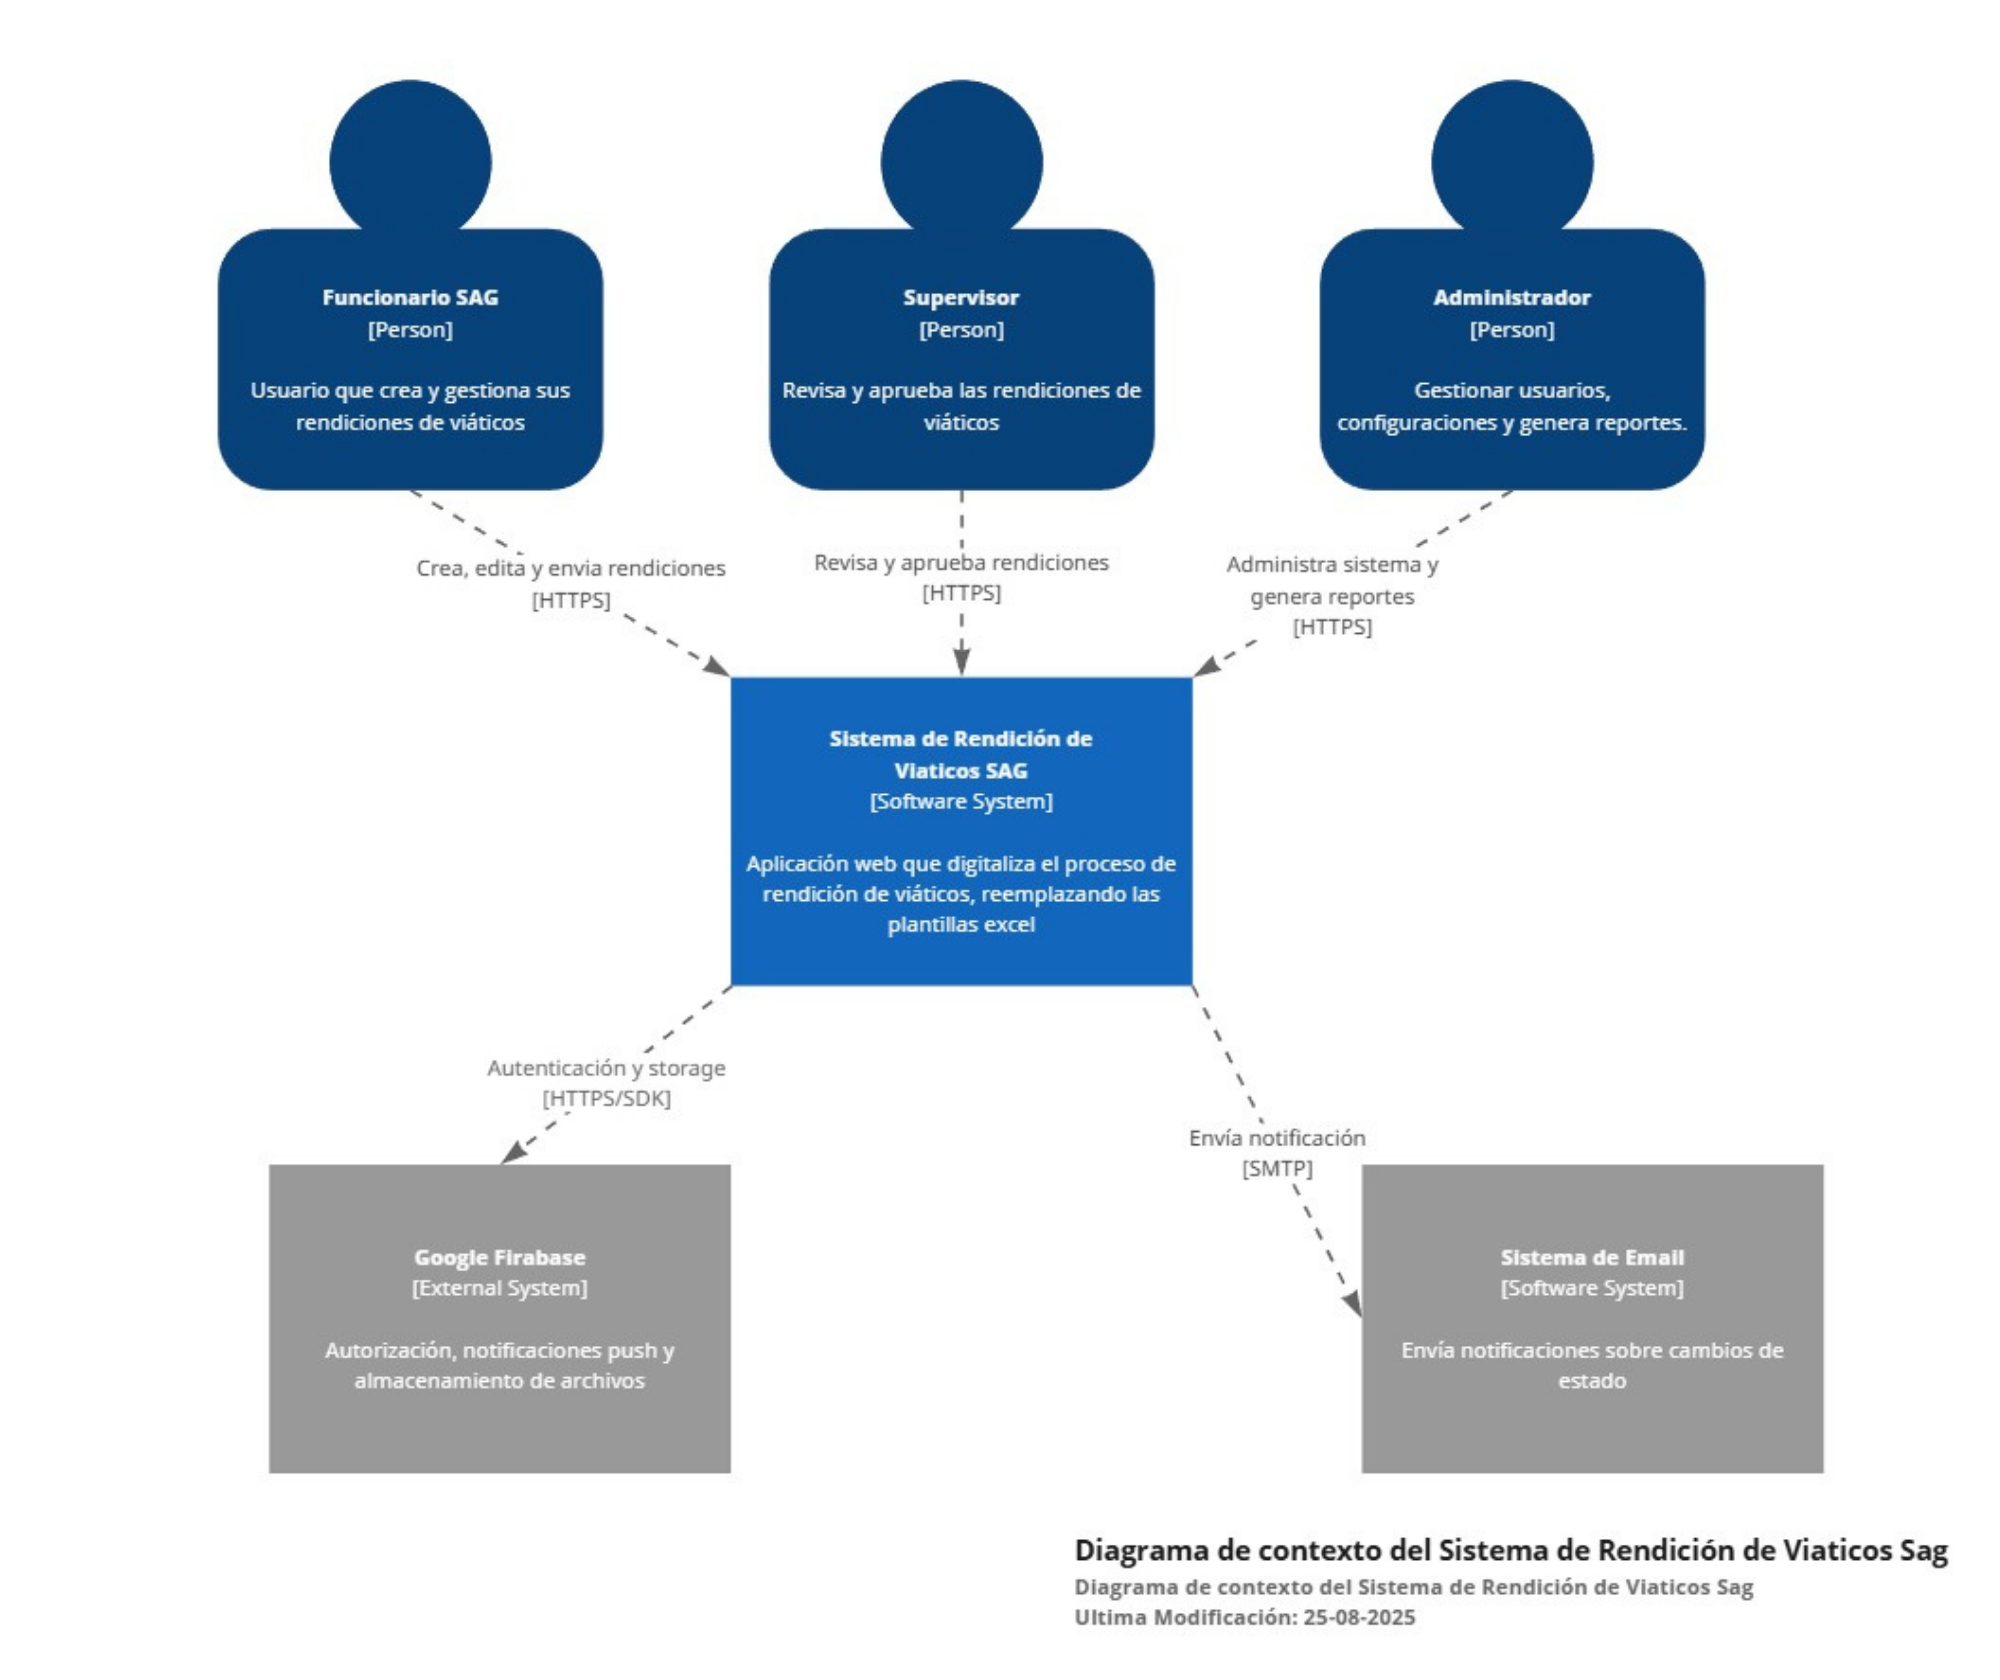 Funcionario SAG
[Person]
Usuario que crea y gestiona sus
rendiciones de viáticos
Supervisor
[Person]
Revisa y aprueba las rendiciones de
viáticos
Administrador
[Person]
Gestionar usuarios,
configuraciones y genera reportes.
Crea, edita y envia rendiciones
[HTTPS]
Revisa y aprueba rendiciones
[HTTPS]
Administra sistema y
genera reportes
[HTTPS]
Sistema de Rendición de
Viaticos SAG
[Software System]
Aplicación web que digitaliza el proceso de
rendición de viáticos, reemplazando las
plantillas excel
Autenticación y storage
[HTTPS/SDK]
Envía notificación
[SMTP]
Google Firabase
[External System]
Autorización, notificaciones push y
almacenamiento de archivos
Sistema de Email
[Software System]
Envía notificaciones sobre cambios de
estado
Diagrama de contexto del Sistema de Rendición de Viaticos Sag
Diagrama de contexto del Sistema de Rendición de Viaticos Sag
Ultima Modificación: 25-08-2025